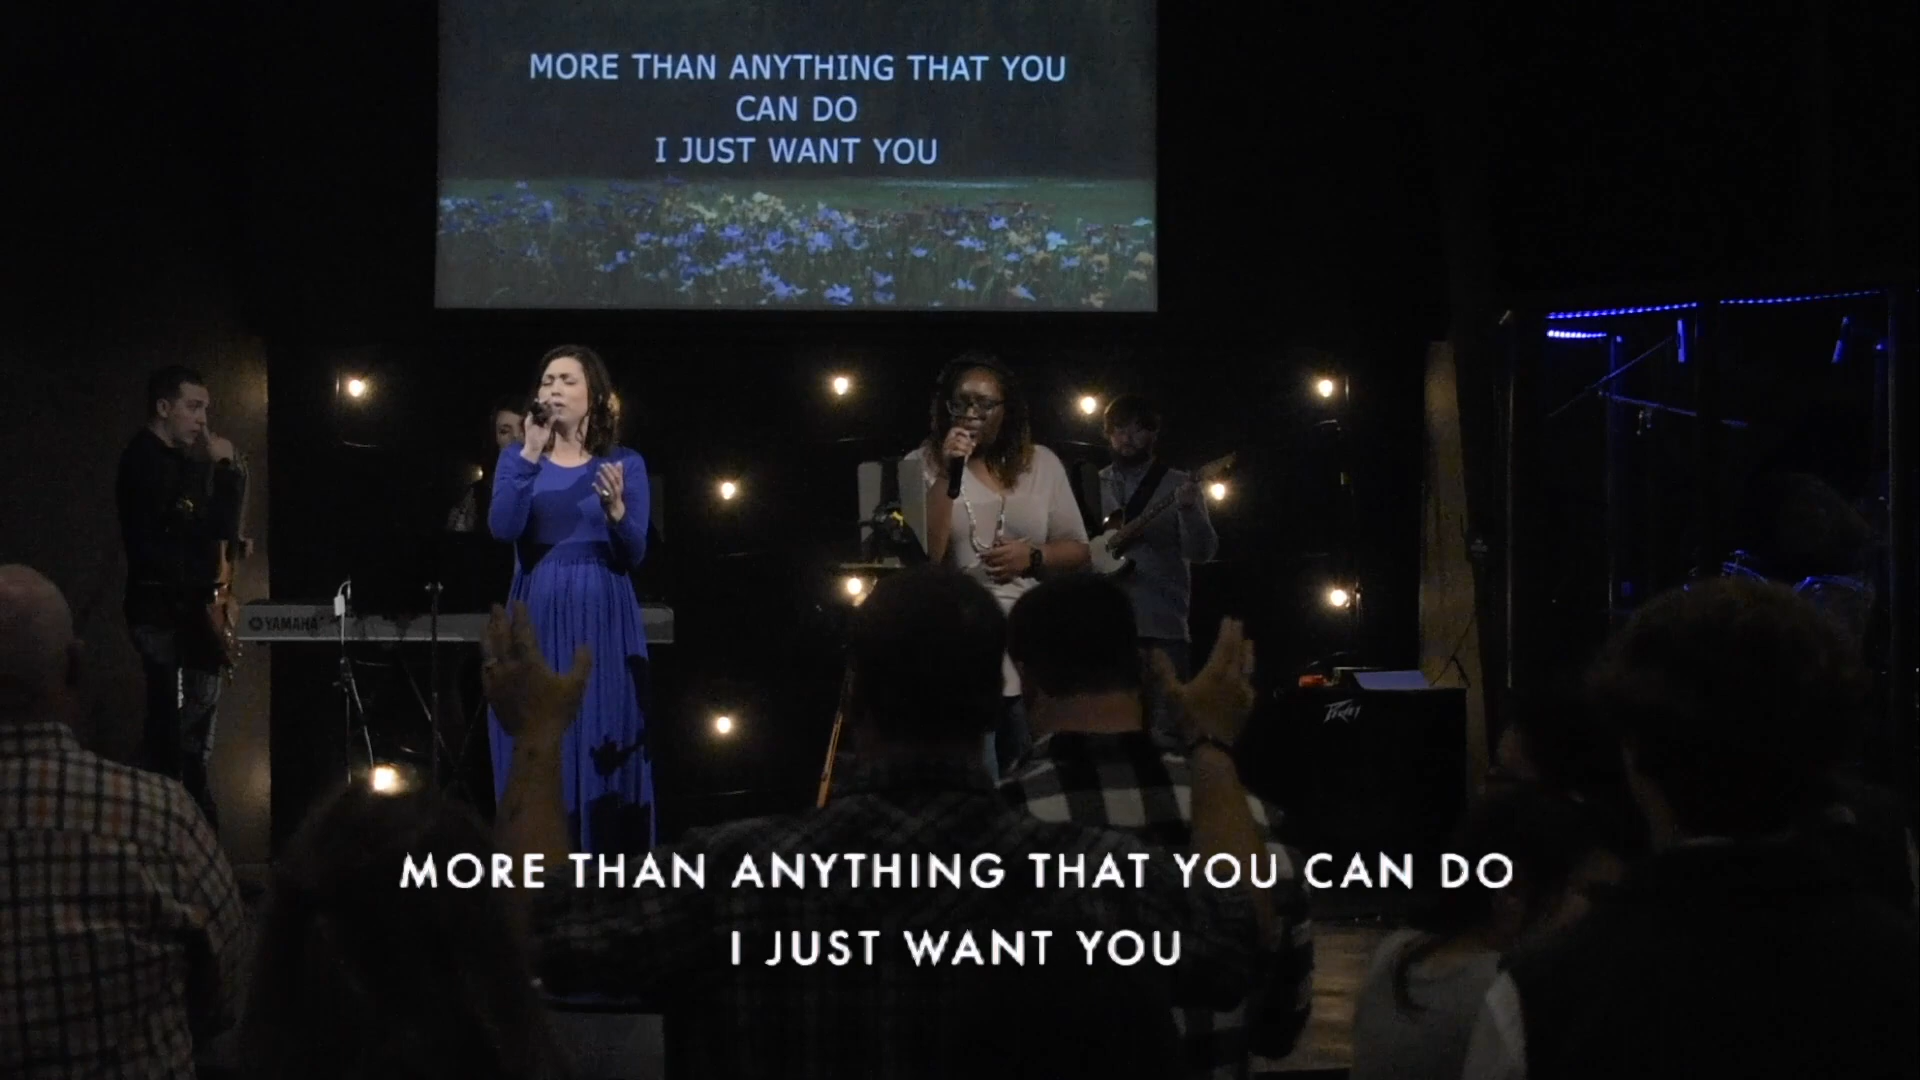 MORE THAN ANYTHING THAT YOU
CAN DO
I JUST WANT YOU
YAMAHA
PEAVEY
MORE THAN ANYTHING THAT YOU CAN DO
I JUST WANT YOU